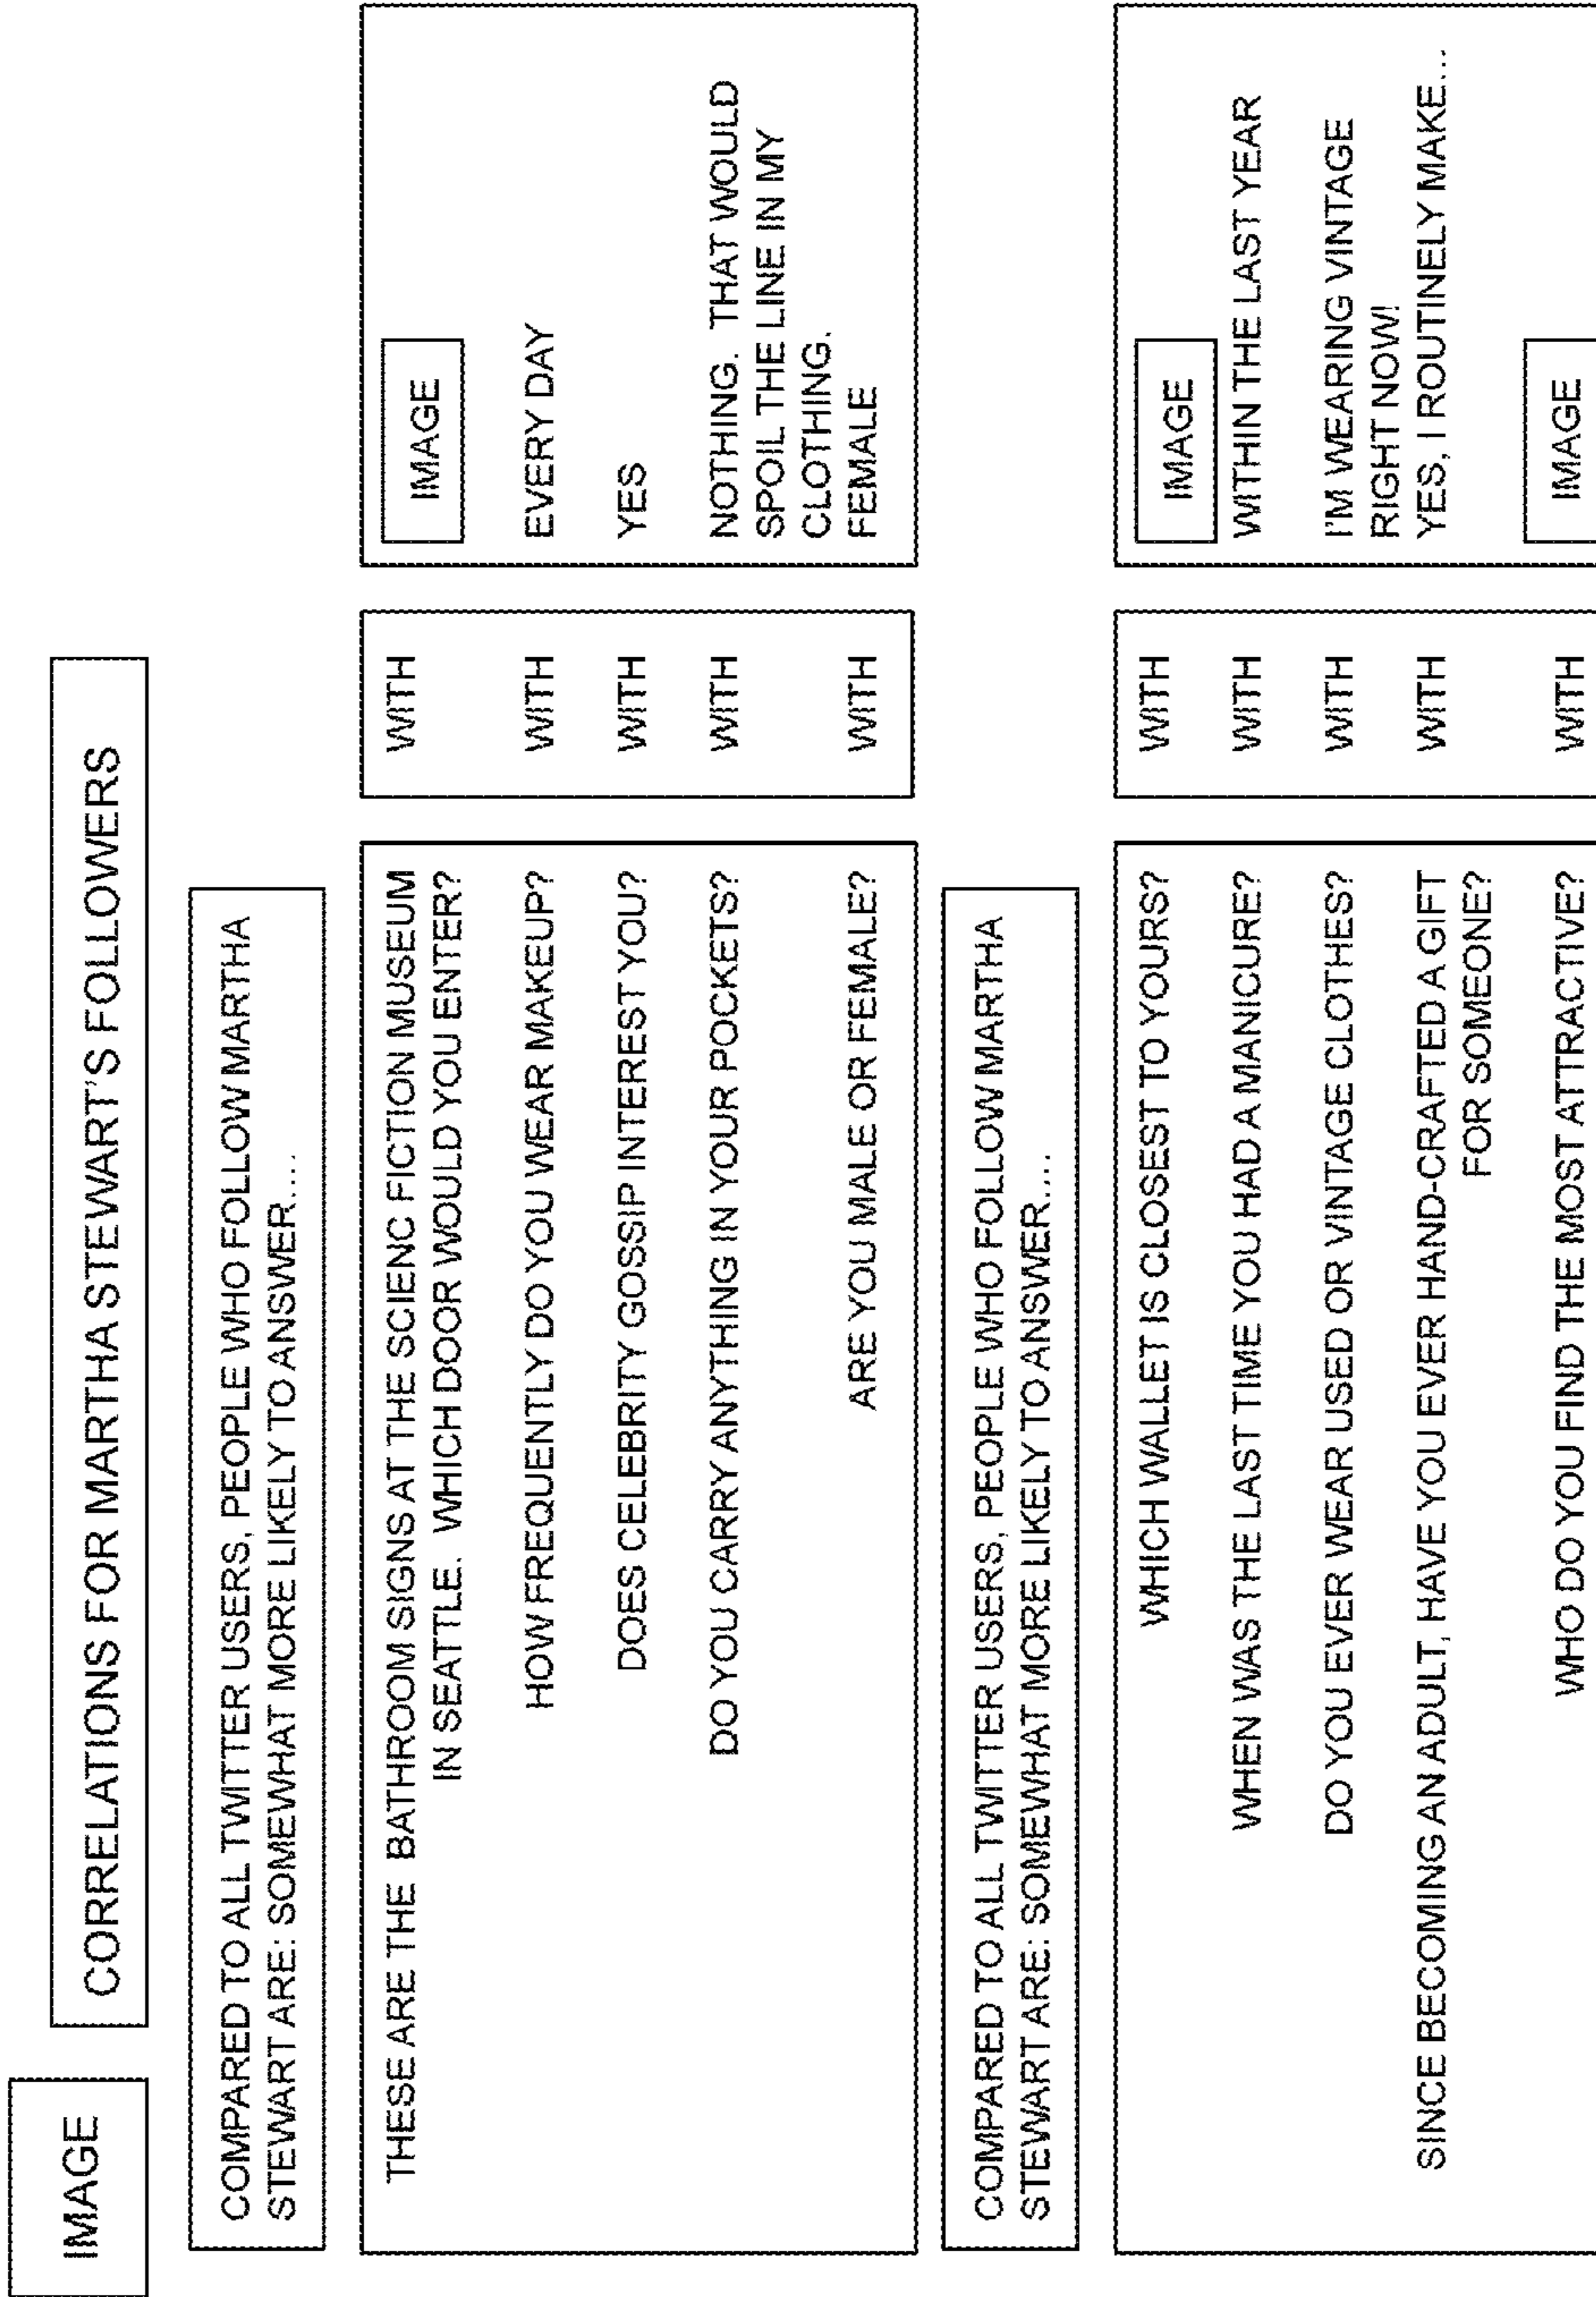 IMAGE
CORRELATIONS FOR MARTHA STEWART'S FOLLOWERS
COMPARED TO ALL TWITTER USERS, PEOPLE WHO FOLLOW MARTHA
STEWART ARE: SOMEWHAT MORE LIKELY TO ANSWER....
THESE ARE THE BATHROOM SIGNS AT THE SCIENC FICTION MUSEUM
IN SEATTLE. WHICH DOOR WOULD YOU ENTER?
WITH
IMAGE
HOW FREQUENTLY DO YOU WEAR MAKEUP?
WITH
EVERY DAY
DOES CELEBRITY GOSSIP INTEREST YOU?
WITH
YES
DO YOU CARRY ANYTHING IN YOUR POCKETS?
WITH
NOTHING. THAT WOULD
SPOIL THE LINE IN MY
CLOTHING.
ARE YOU MALE OR FEMALE?
WITH
FEMALE
COMPARED TO ALL TWITTER USERS, PEOPLE WHO FOLLOW MARTHA
STEWART ARE: SOMEWHAT MORE LIKELY TO ANSWER....
WHICH WALLET IS CLOSEST TO YOURS?
WITH
IMAGE
WHEN WAS THE LAST TIME YOU HAD A MANICURE?
WITH
WITHIN THE LAST YEAR
DO YOU EVER WEAR USED OR VINTAGE CLOTHES?
WITH
I'M WEARING VINTAGE
RIGHT NOW!
SINCE BECOMING AN ADULT, HAVE YOU EVER HAND-CRAFTED A GIFT
FOR SOMEONE?
WITH
YES, I ROUTINELY MAKE...
WHO DO YOU FIND THE MOST ATTRACTIVE?
WITH
IMAGE